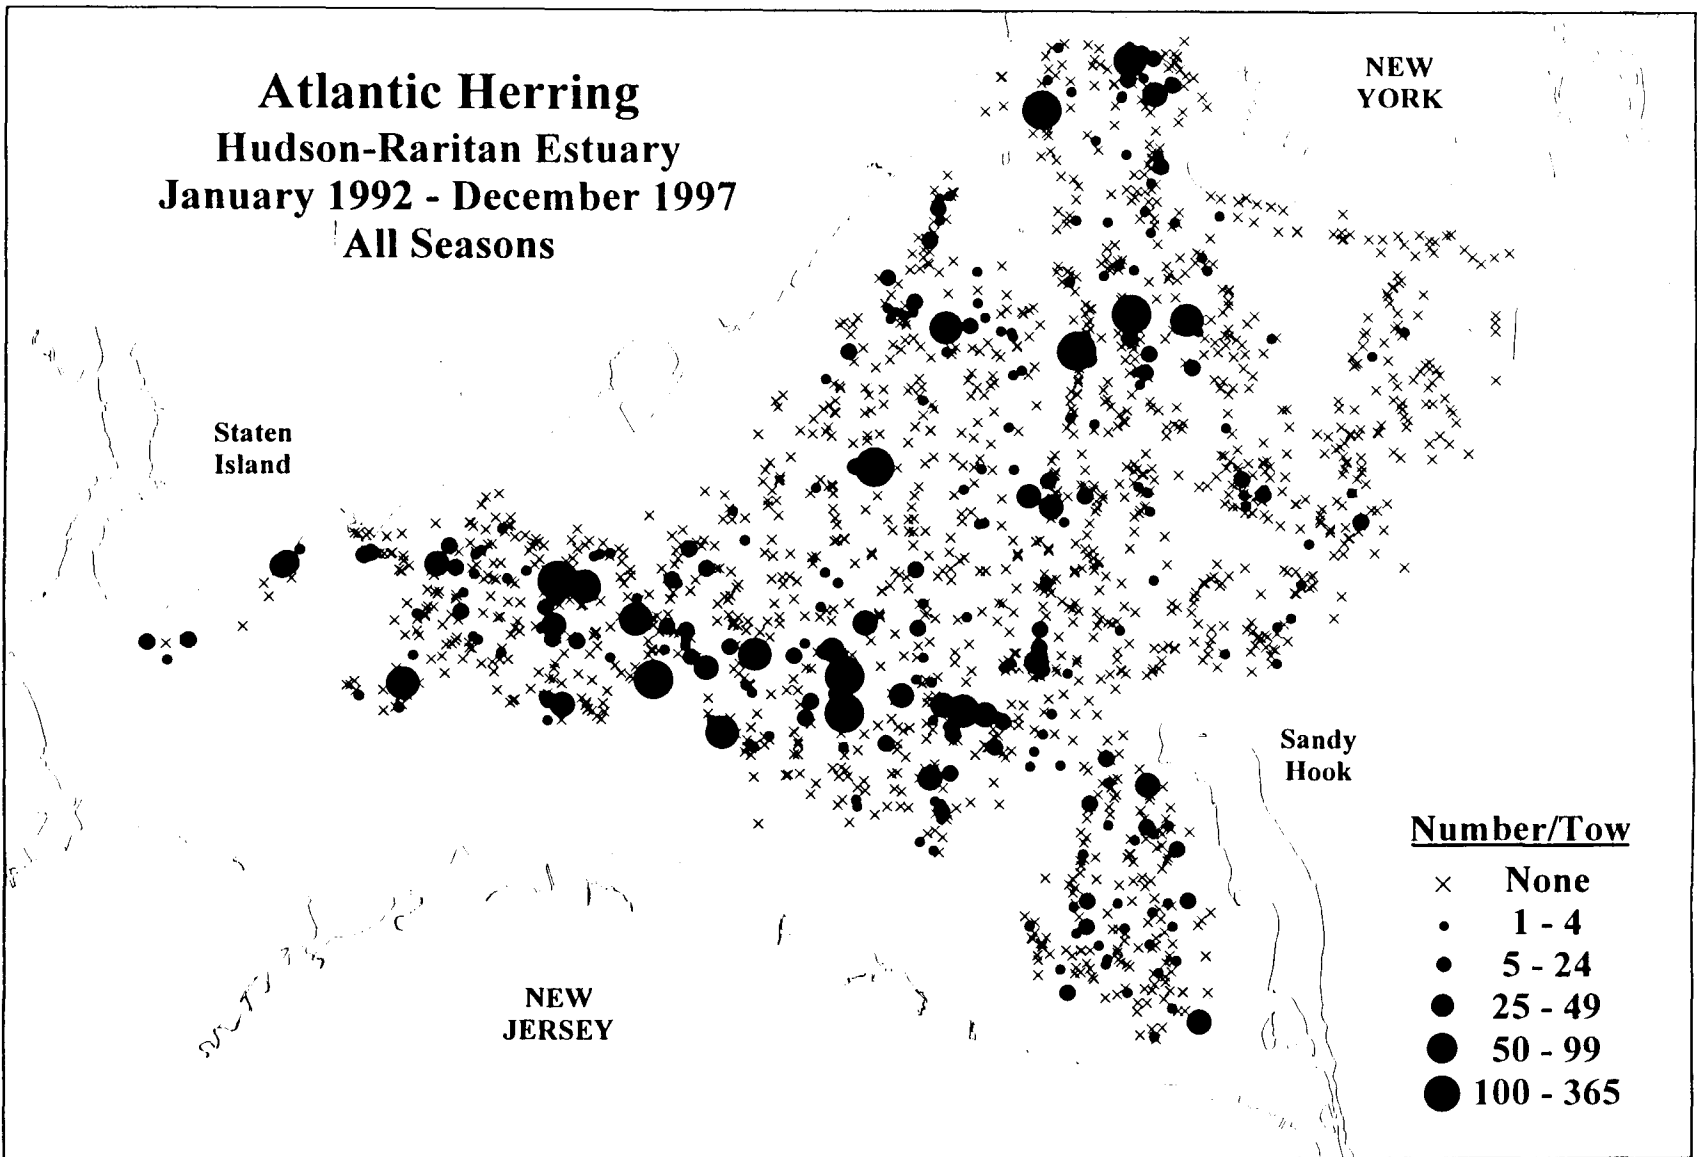 Atlantic Herring
Hudson-Raritan Estuary
January 1992 - December 1997
All Seasons
NEW
YORK
Staten
Island
Sandy
Hook
NEW
JERSEY
Number/Tow
None
1 - 4
5 - 24
25 - 49
50 - 99
100 - 365